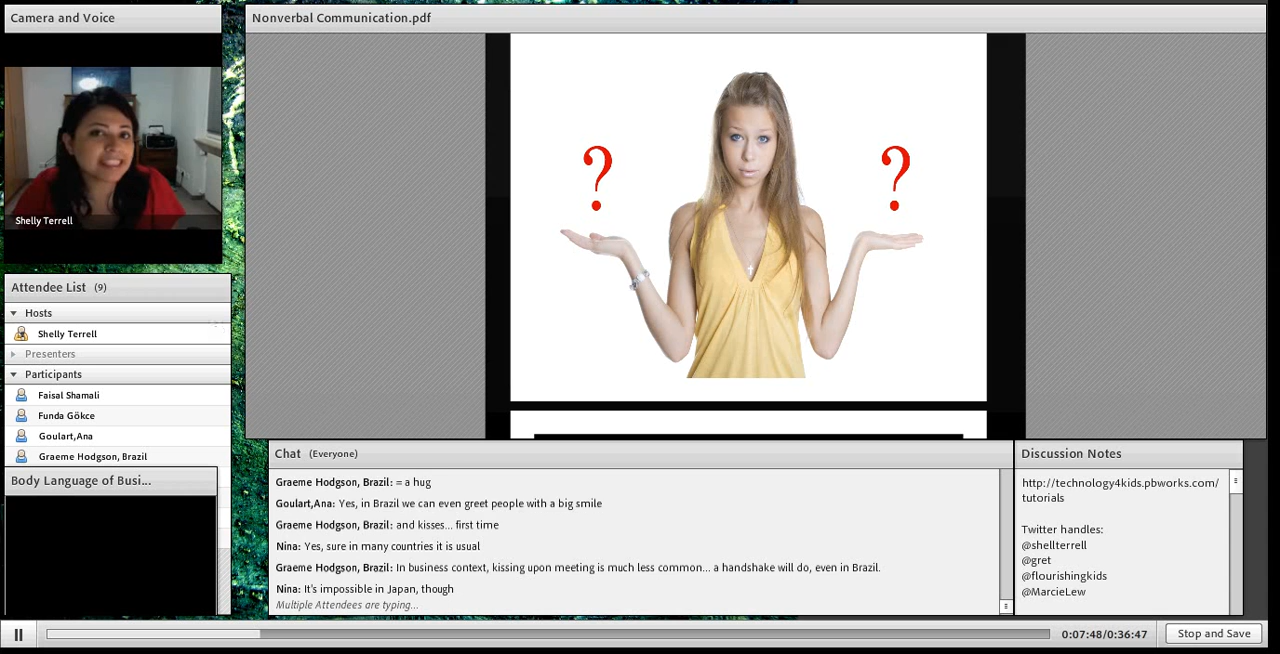 Camera and Voice
Shelly Terrell
Attendee List (9)
Hosts
Shelly Terrell
Presenters
Participants
Faisal Shamali
Funda Gökce
Goulart,Ana
Graeme Hodgson, Brazil
Body Language of Busi...
Nonverbal Communication.pdf
? ?
Chat (Everyone)
Graeme Hodgson, Brazil: = a hug
Goulart,Ana: Yes, in Brazil we can even greet people with a big smile
Graeme Hodgson, Brazil: and kisses... first time
Nina: Yes, sure in many countries it is usual
Graeme Hodgson, Brazil: In business context, kissing upon meeting is much less common... a handshake will do, even in Brazil.
Nina: It's impossible in Japan, though
Multiple Attendees are typing...
Discussion Notes
http://technology4kids.pbworks.com/
tutorials
Twitter handles:
@shellterrell
@gret
@flourishingkids
@MarcieLew
0:07:48/0:36:47
Stop and Save